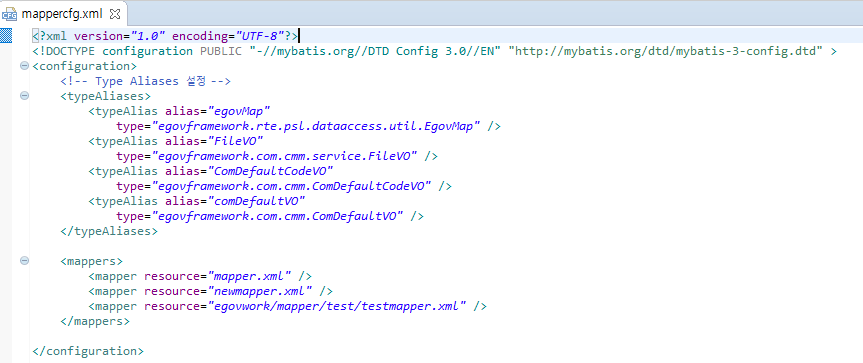 mappercfg.xml
<?xml version="1.0" encoding="UTF-8"?>
<!DOCTYPE configuration PUBLIC "-//mybatis.org//DTD Config 3.0//EN" "http://mybatis.org/dtd/mybatis-3-config.dtd" >
<configuration>
    <!-- Type Aliases 설정 -->
    <typeAliases>
        <typeAlias alias="egovMap"
            type="egovframework.rte.psl.dataaccess.util.EgovMap" />
        <typeAlias alias="FileVO"
            type="egovframework.com.cmm.service.FileVO" />
        <typeAlias alias="ComDefaultCodeVO"
            type="egovframework.com.cmm.ComDefaultCodeVO" />
        <typeAlias alias="comDefaultVO"
            type="egovframework.com.cmm.ComDefaultVO" />
    </typeAliases>

    <mappers>
        <mapper resource="mapper.xml" />
        <mapper resource="newmapper.xml" />
        <mapper resource="egovwork/mapper/test/testmapper.xml" />
    </mappers>

</configuration>